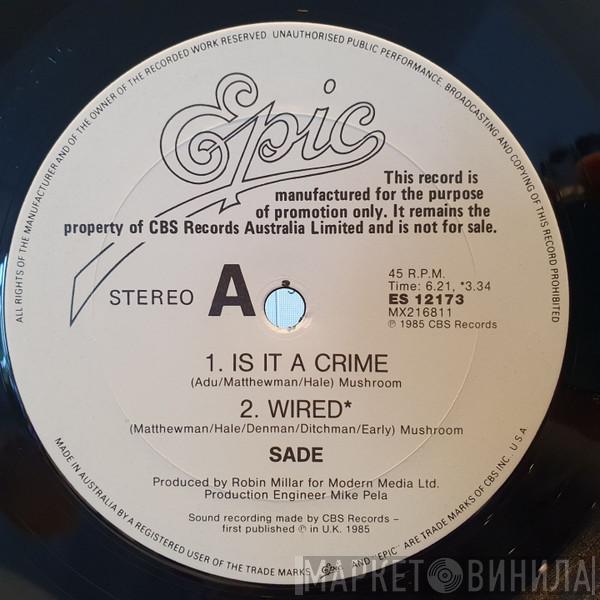 ALL RIGHTS OF THE MANUFACTURER AND OF THE OWNER OF THE RECORDED WORK RESERVED. UNAUTHORISED PUBLIC PERFORMANCE, BROADCASTING AND COPYING OF THIS RECORD PROHIBITED
Epic
This record is
manufactured for the purpose
of promotion only. It remains the
property of CBS Records Australia Limited and is not for sale.
STEREO A
45 R.P.M.
Time: 6.21, *3.34
ES 12173
MX216811
℗ 1985 CBS Records
1. IS IT A CRIME
(Adu/Matthewman/Hale) Mushroom
2. WIRED*
(Matthewman/Hale/Denman/Ditchman/Early) Mushroom
SADE
Produced by Robin Millar for Modern Media Ltd.
Production Engineer Mike Pela
Sound recording made by CBS Records –
first published ℗ in U.K. 1985
MADE IN AUSTRALIA BY A REGISTERED USER OF THE TRADE MARKS Epic AND "EPIC" ARE TRADE MARKS OF CBS INC. U.S.A
МАРКЕТ ВИНИЛА